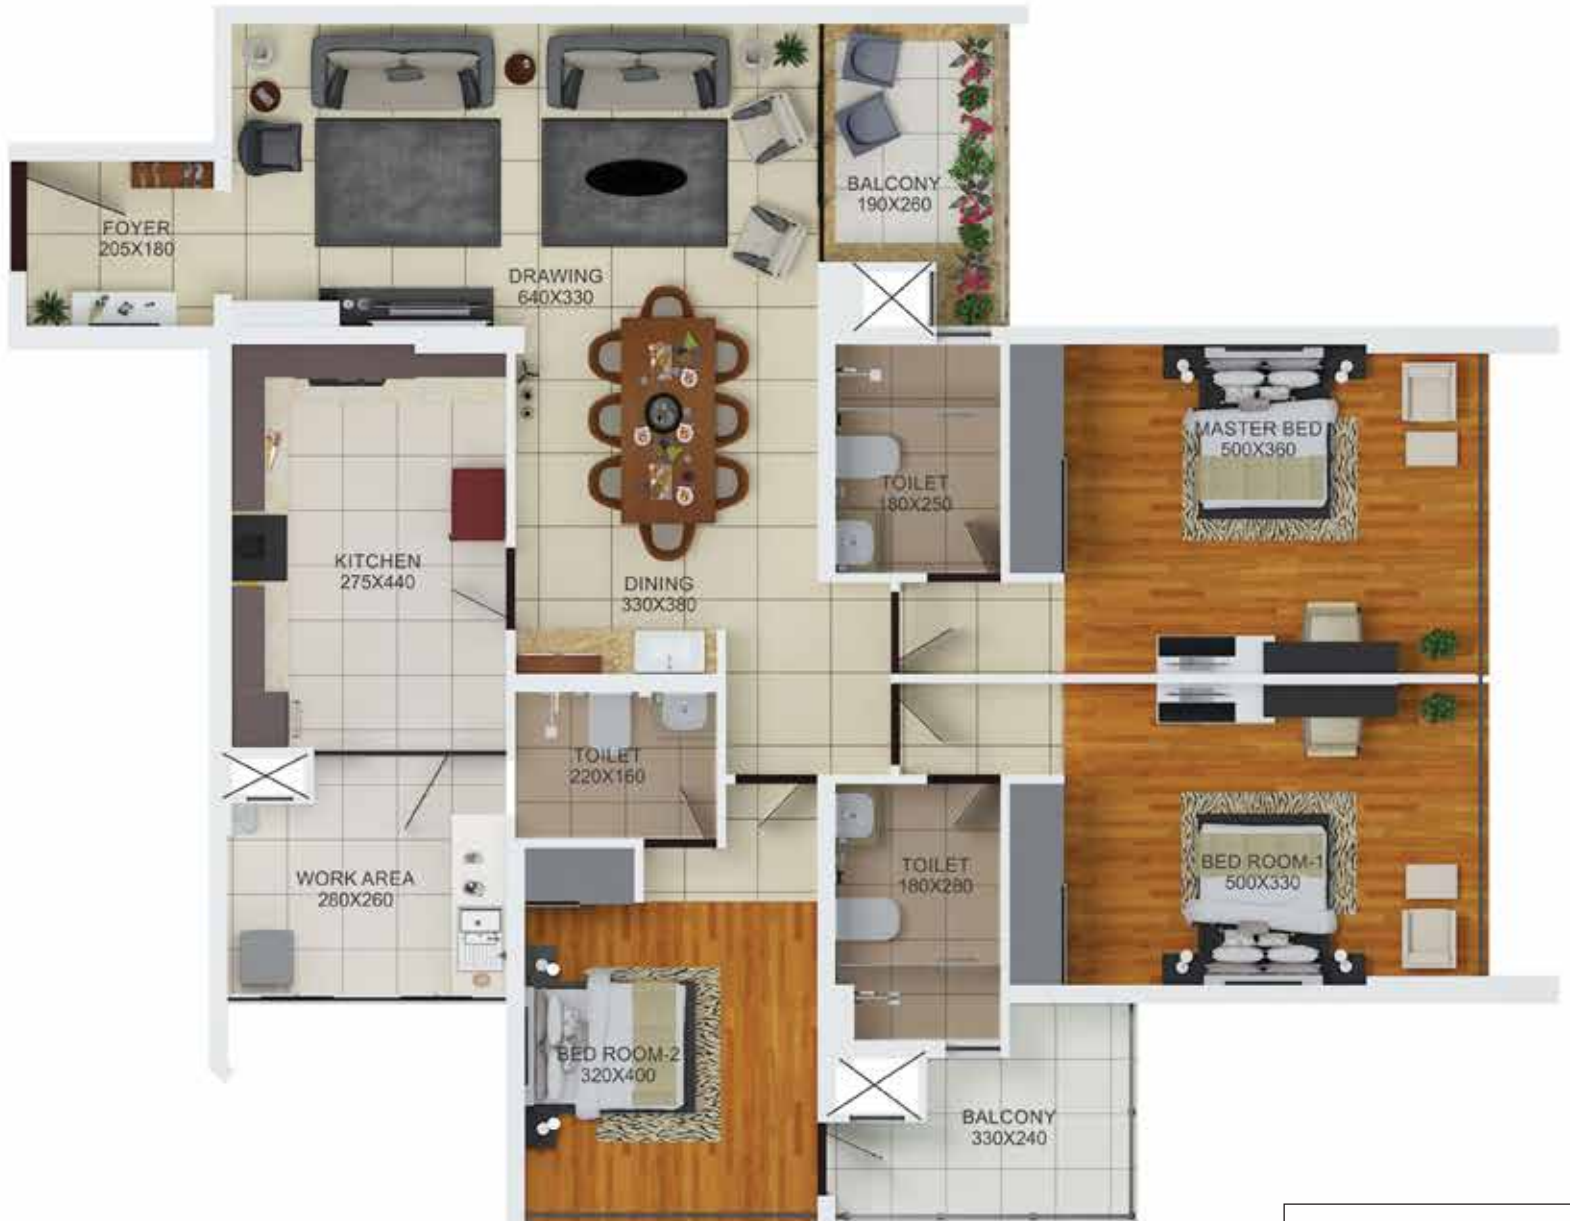 BALCONY
190X260
FOYER
205X180
DRAWING
640X330
MASTER BED
500X360
TOILET
180X250
KITCHEN
275X440
DINING
330X380
TOILET
220X160
BED ROOM-1
500X330
TOILET
180X280
WORK AREA
280X260
BED ROOM-2
320X400
BALCONY
330X240